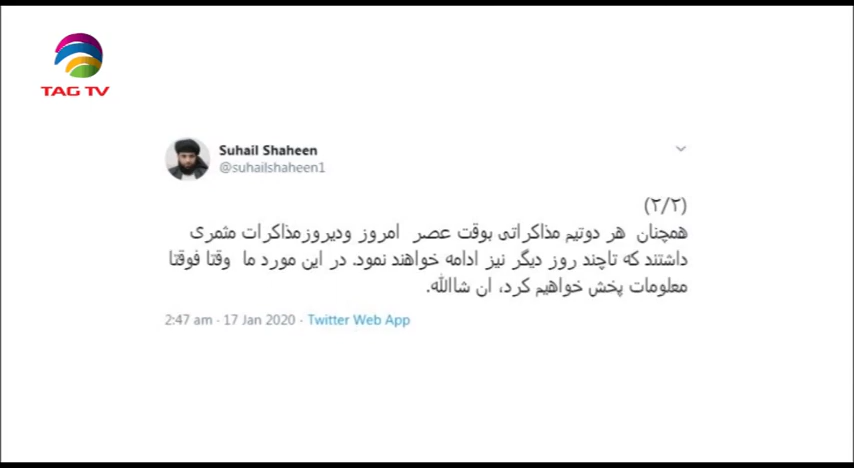 TAG TV
Suhail Shaheen
@suhailshaheen1
(۲/۲)
همچنان هر دوتیم مذاکراتی بوقت عصر امروز ودیروزمذاکرات مثمری
داشتند که تاچند روز دیگر نیز ادامه خواهند نمود. در این مورد ما وقتا فوقتا
معلومات پخش خواهیم کرد، ان شاالله.
2:47 am · 17 Jan 2020 · Twitter Web App